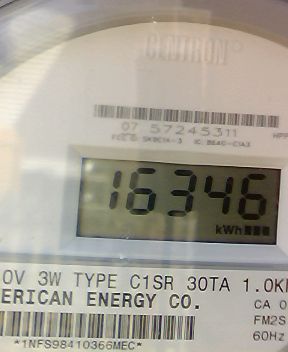 CENTRON®
07 57245311
16346
kWh
0V 3W TYPE C1SR 30TA 1.0K
ERICAN ENERGY CO.
CA 0
FM2S
60Hz
*1NFS98410366MEC*